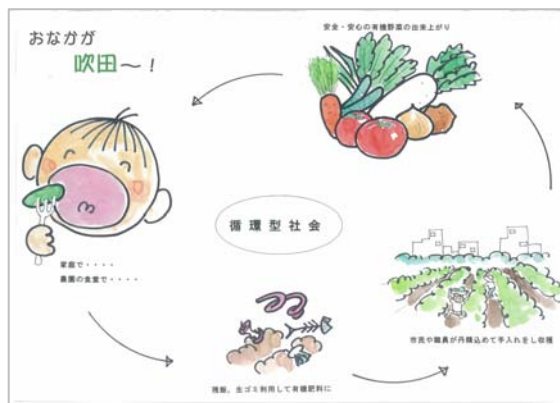 おなかが
吹田〜！
安全・安心の有機野菜の出来上がり
循環型社会
家庭で・・・・
農園の食堂で・・・・
市民や職員が丹精込めて手入れをし収穫
残飯、生ゴミ利用して有機肥料に